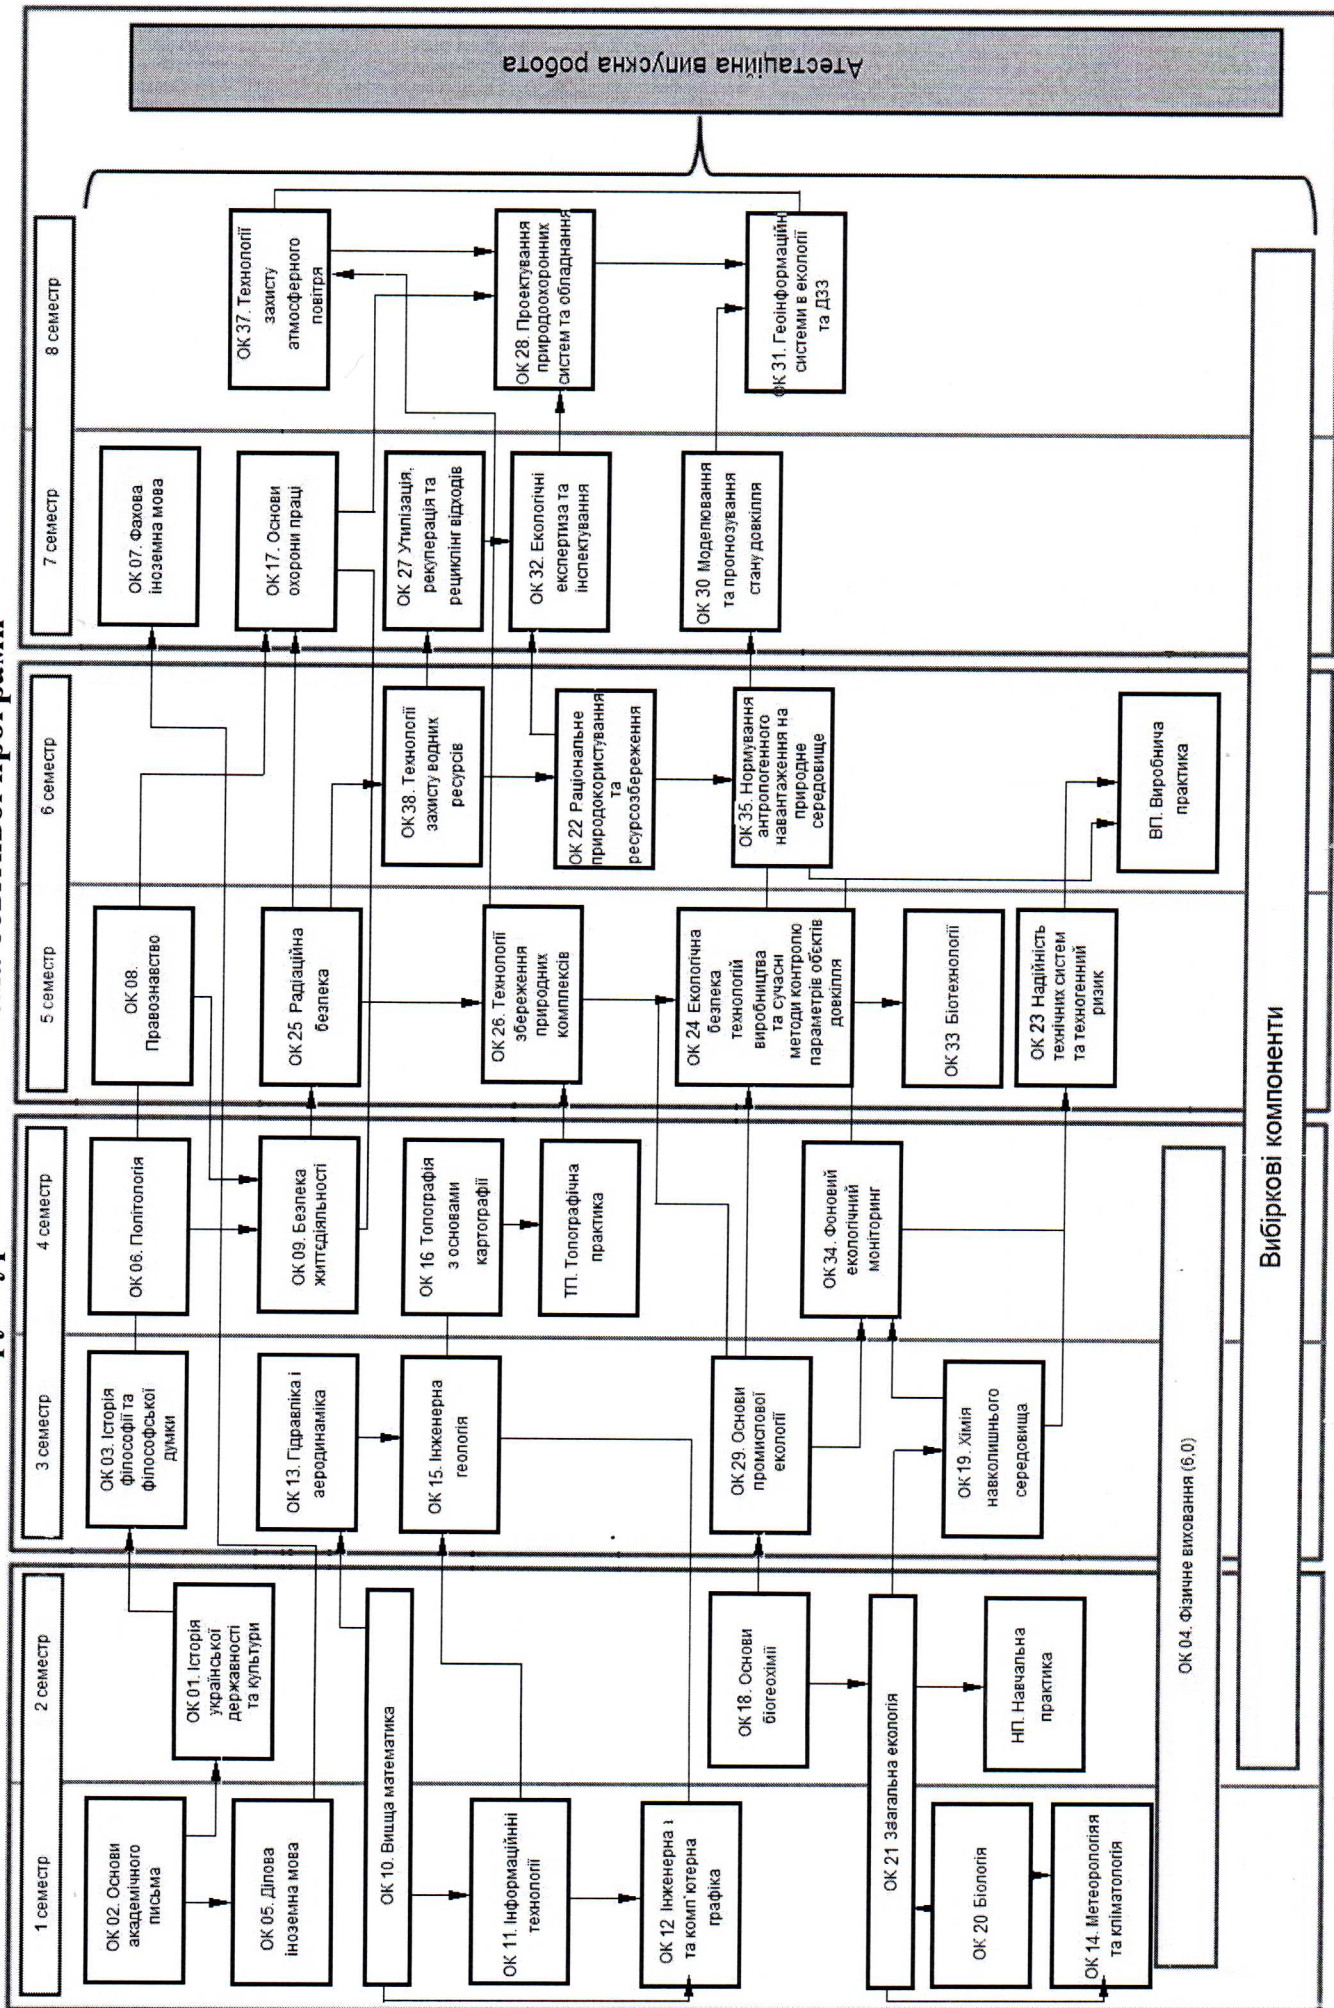 1 семестр
2 семестр
3 семестр
4 семестр
5 семестр
6 семестр
7 семестр
8 семестр
ОК 02. Основи
академічного
письма
ОК 05. Ділова
іноземна мова
ОК 01. Історія
української
державності
та культури
ОК 10. Вища математика
ОК 11. Інформаційнні
технології
ОК 12 Інженерна і
та комп'ютерна
графіка
ОК 18. Основи
біогеохімії
ОК 21 Загальна екологія
ОК 20 Біологія
ОК 14. Метеорологіяя
та кліматологія
НП. Навчальна
практика
ОК 03. Історія
філософії та
філософської
думки
ОК 13. Гідравліка і
аеродинаміка
ОК 15. Інженерна
геологія
ОК 29. Основи
промислової
екології
ОК 19. Хімія
навколишнього
середовища
ОК 06. Політологія
ОК 09. Безпека
життєдіяльності
ОК 16 Топографія
з основами
картографії
ТП. Топографічна
практика
ОК 34. Фоновий
екологічний
моніторинг
ОК 04. Фізичне виховання (6,0)
ОК 08.
Правознавство
ОК 25 Радіаційна
безпека
ОК 26. Технології
збереження
природних
комплексів
ОК 24 Екологічна
безпека
технологій
виробництва
та сучасні
методи контролю
параметрів об'єктів
довкілля
ОК 33 Біотехнології
ОК 23 Надійність
технічних систем
та техногенний
ризик
ОК 38. Технології
захисту водних
ресурсів
ОК 22 Раціональне
природокористування
та
ресурсозбереження
ОК 35. Нормування
антропогенного
навантаження на
природне
середовище
ВП. Виробнича
практика
ОК 07. Фахова
іноземна мова
ОК 17. Основи
охорони праці
ОК 27 Утилізація,
рекуперація та
рециклінг відходів
ОК 32. Екологічні
експертиза та
інспектування
ОК 30 Моделювання
та прогнозування
стану довкілля
ОК 37. Технології
захисту
атмосферного
повітря
ОК 28. Проектування
природоохоронних
систем та обладнання
ОК 31. Геоінформаційні
системи в екології
та ДЗЗ
Вибіркові компоненти
Атестаційна випускна робота